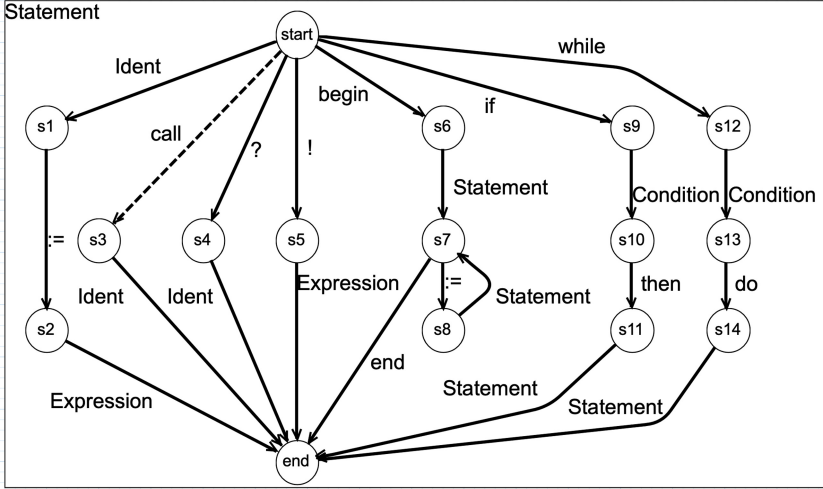 Statement
start
while
Ident
begin
if
call
?
!
s1
s6
s9
s12
Statement
Condition
Condition
:=
s3
s4
s5
s7
s10
s13
Ident
Ident
Expression
:=
Statement
then
do
s2
s8
s11
s14
end
Expression
Statement
Statement
end